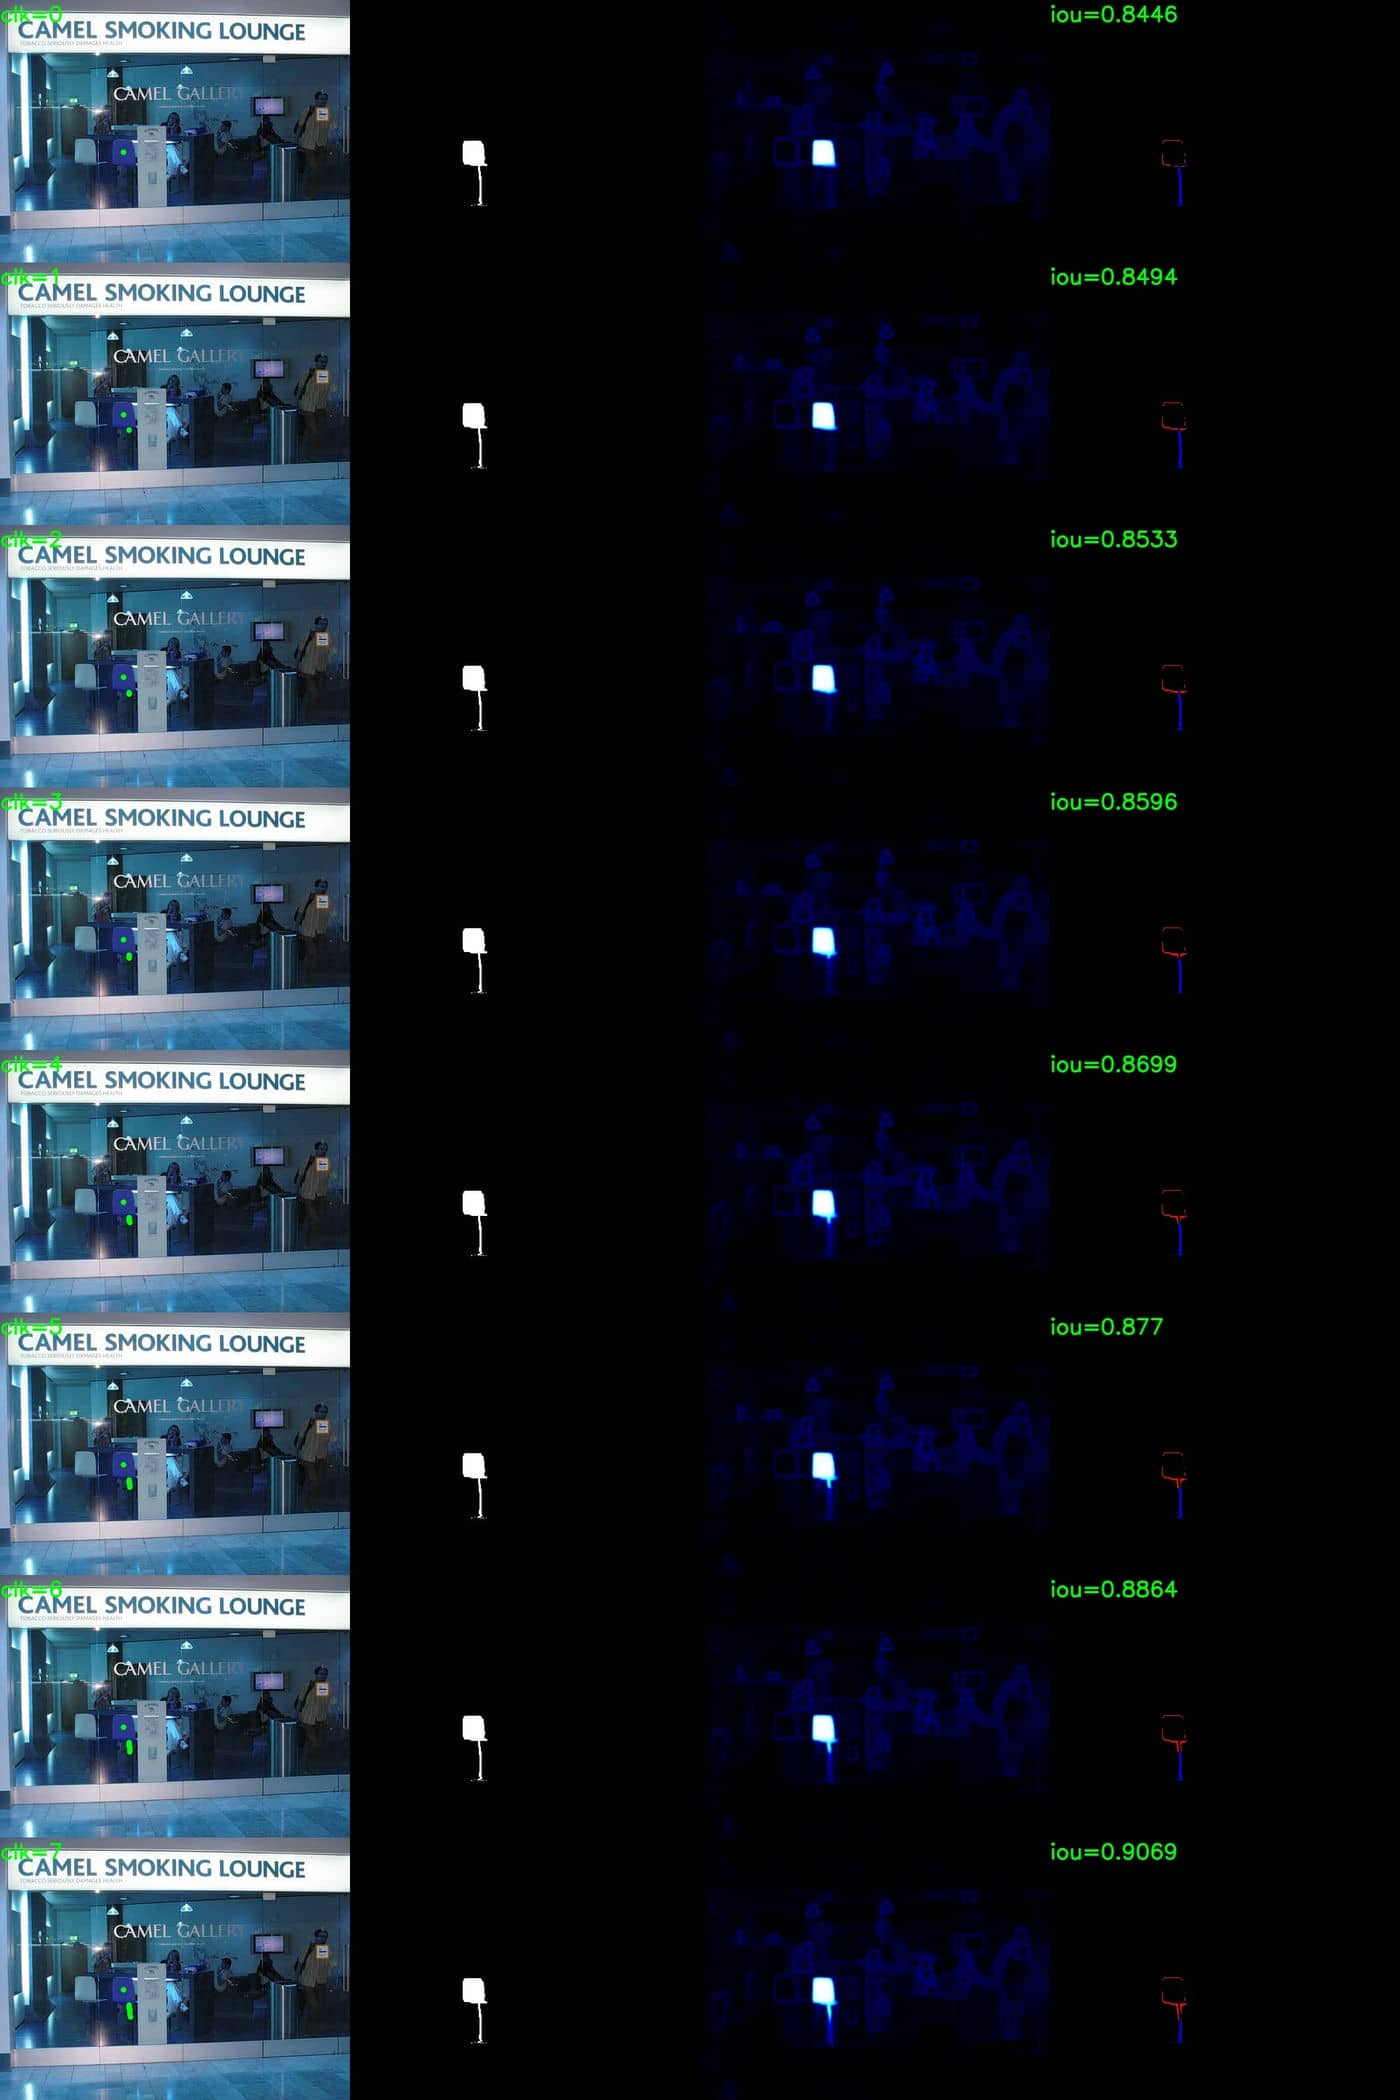 clk=0
iou=0.8446
CAMEL SMOKING LOUNGE
TOBACCO SERIOUSLY DAMAGES HEALTH
CAMEL GALLERY
clk=1
iou=0.8494
CAMEL SMOKING LOUNGE
TOBACCO SERIOUSLY DAMAGES HEALTH
CAMEL GALLERY
clk=2
iou=0.8533
CAMEL SMOKING LOUNGE
TOBACCO SERIOUSLY DAMAGES HEALTH
CAMEL GALLERY
clk=3
iou=0.8596
CAMEL SMOKING LOUNGE
TOBACCO SERIOUSLY DAMAGES HEALTH
CAMEL GALLERY
clk=4
iou=0.8699
CAMEL SMOKING LOUNGE
TOBACCO SERIOUSLY DAMAGES HEALTH
CAMEL GALLERY
clk=5
iou=0.877
CAMEL SMOKING LOUNGE
TOBACCO SERIOUSLY DAMAGES HEALTH
CAMEL GALLERY
clk=6
iou=0.8864
CAMEL SMOKING LOUNGE
TOBACCO SERIOUSLY DAMAGES HEALTH
CAMEL GALLERY
clk=7
iou=0.9069
CAMEL SMOKING LOUNGE
TOBACCO SERIOUSLY DAMAGES HEALTH
CAMEL GALLERY